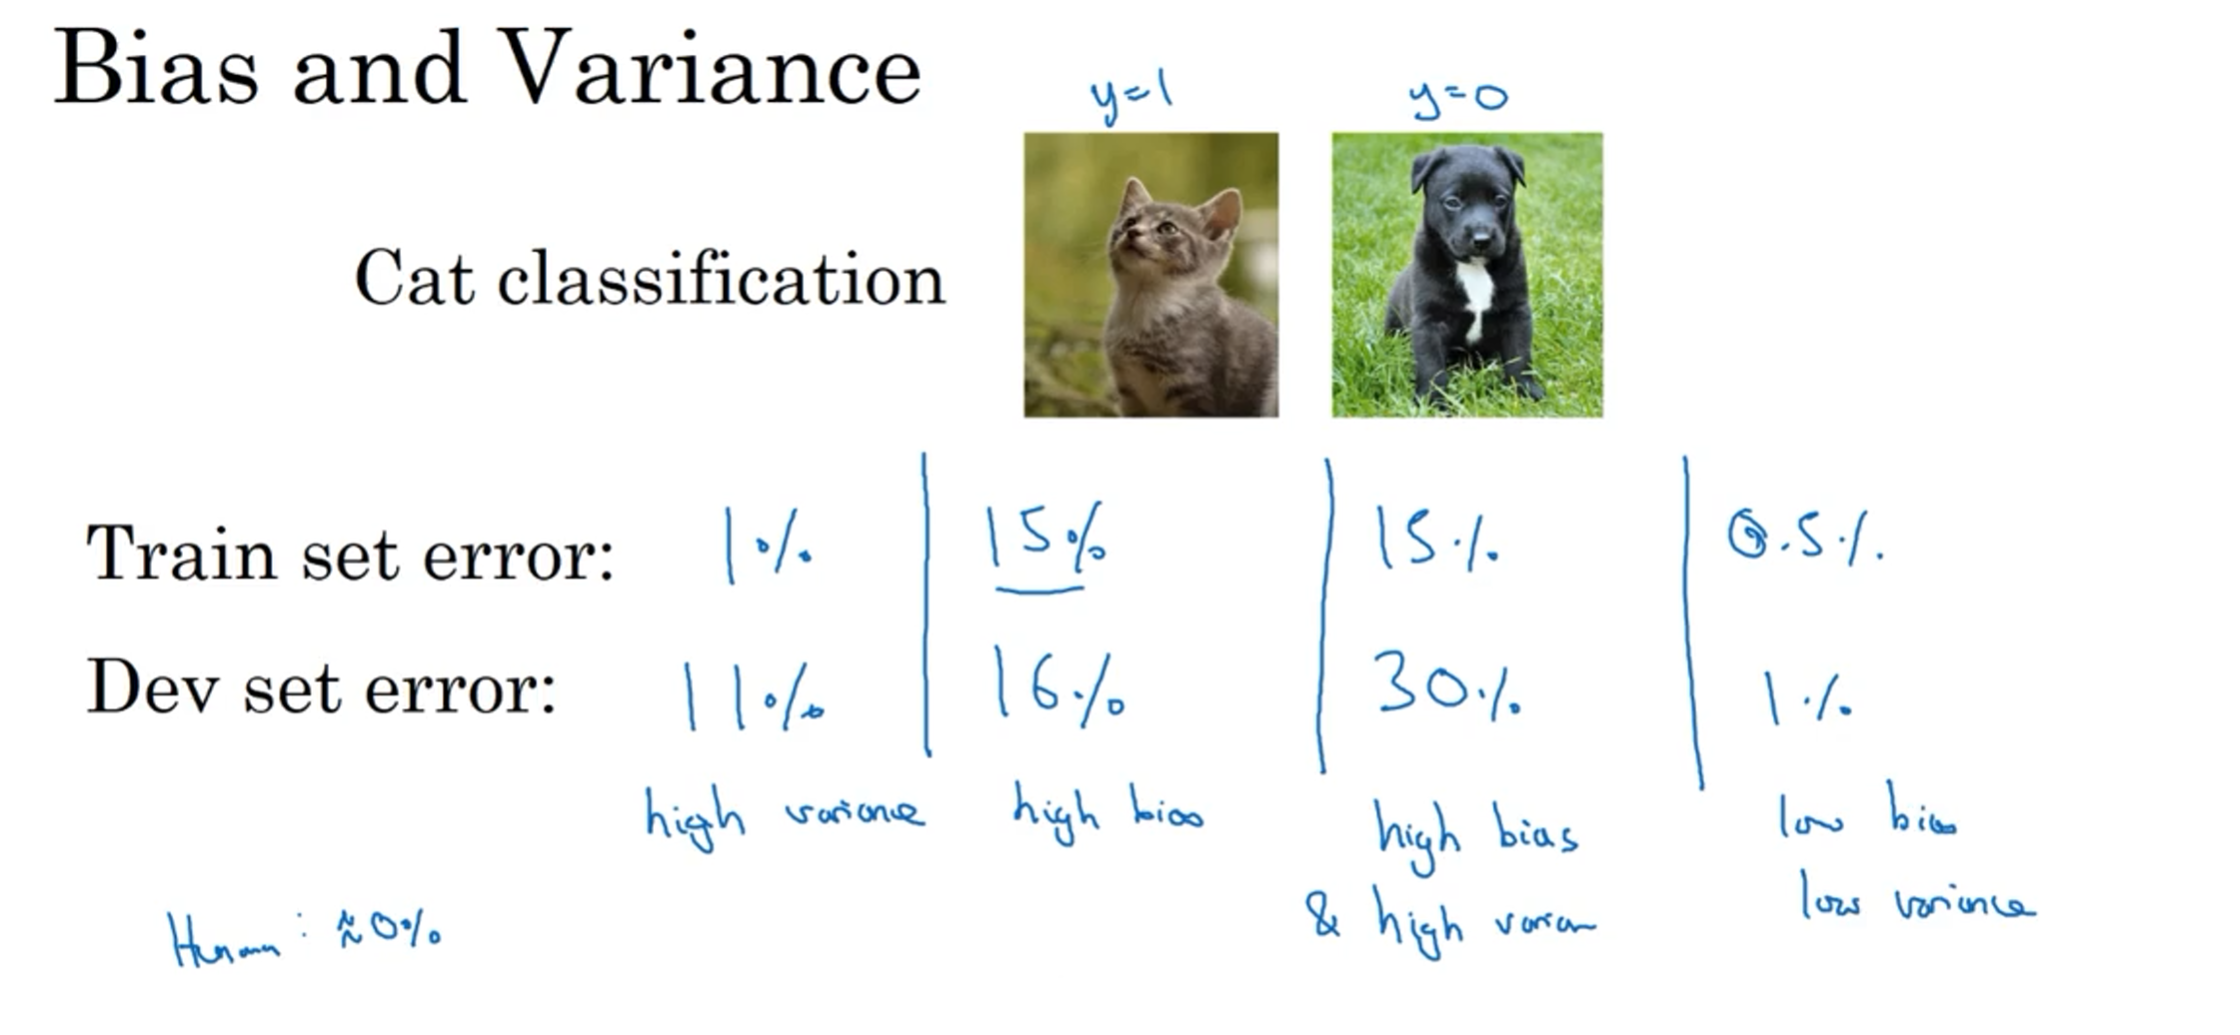 Bias and Variance
y=1 y=0
Cat classification
Train set error: 1% 15% 15% 0.5%
Dev set error: 11% 16% 30% 1%
high variance high bias high bias low bias
& high varian low variance
Human: ≈0%